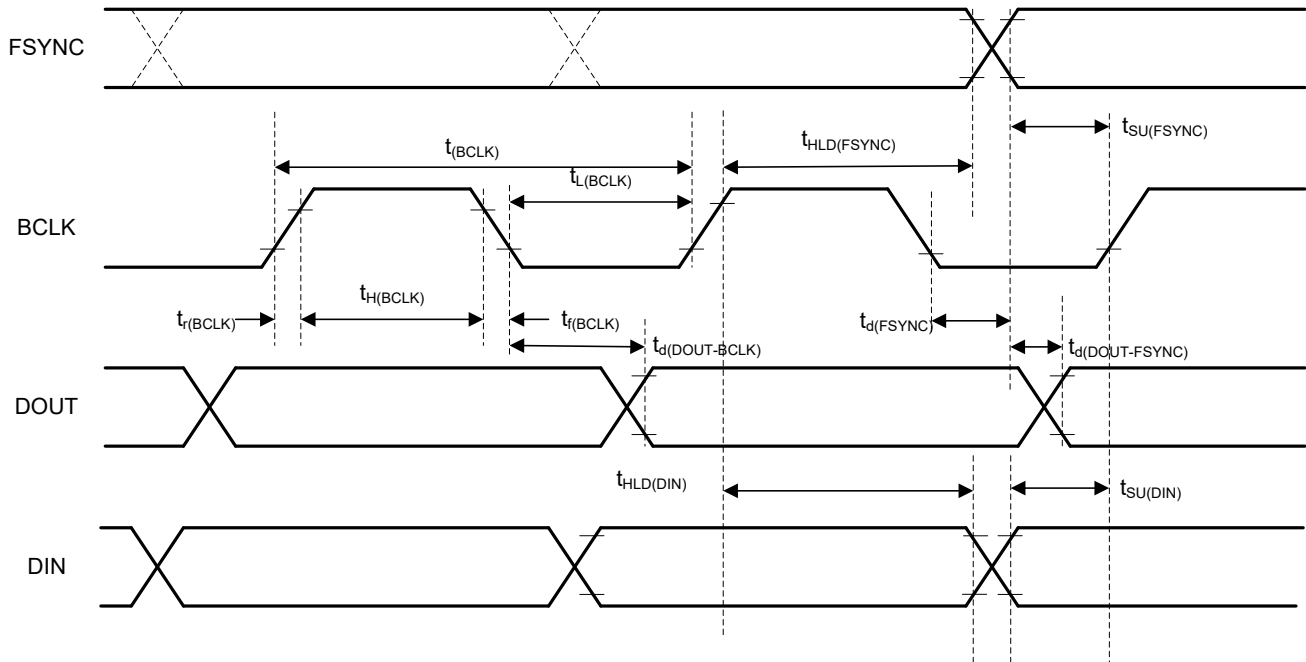 FSYNC
tSU(FSYNC)
tHLD(FSYNC)
t(BCLK)
tL(BCLK)
BCLK
tH(BCLK)
tr(BCLK)
tf(BCLK)
td(FSYNC)
td(DOUT-BCLK)
td(DOUT-FSYNC)
DOUT
tHLD(DIN)
tSU(DIN)
DIN